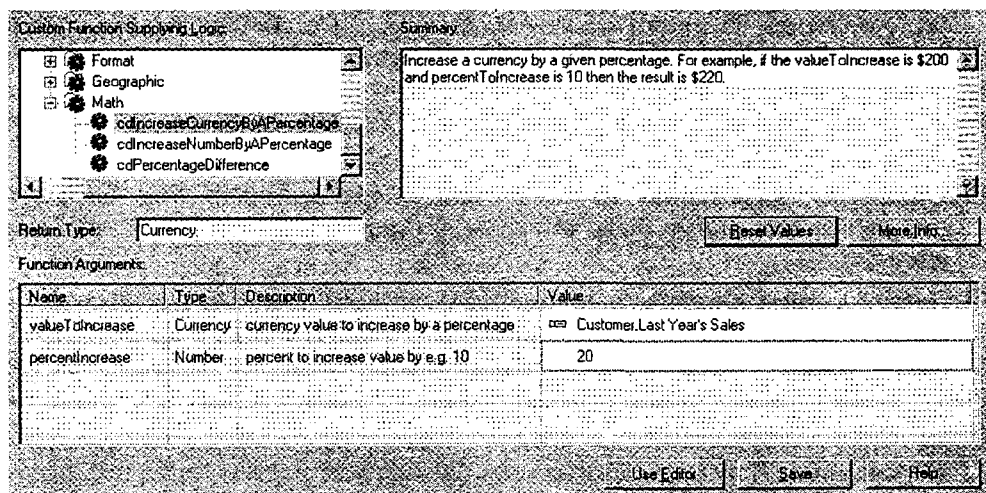 Custom Function Supplying Logic:
Format
Geographic
Math
cdIncreaseCurrencyByAPercentage
cdIncreaseNumberByAPercentage
cdPercentageDifference
Summary:
Increase a currency by a given percentage. For example, if the valueToIncrease is $200
and percentToIncrease is 10 then the result is $220.
Return Type: Currency
Reset Values More Info...
Function Arguments:
Name Type Description Value
valueToIncrease Currency currency value to increase by a percentage Customer.Last Year's Sales
percentIncrease Number percent to increase value by e.g. 10 20
Use Editor Save Help